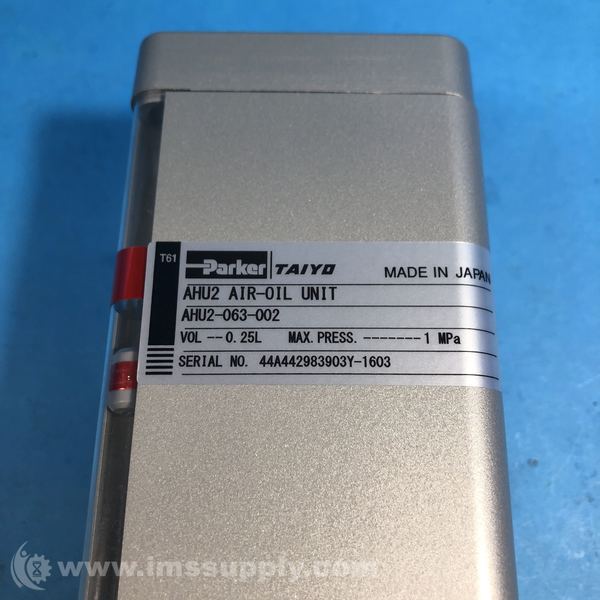 T61
Parker TAIYO MADE IN JAPAN
AHU2 AIR-OIL UNIT
AHU2-063-002
VOL --0.25L MAX.PRESS.-------1 MPa
SERIAL NO. 44A442983903Y-1603
www.imssupply.com